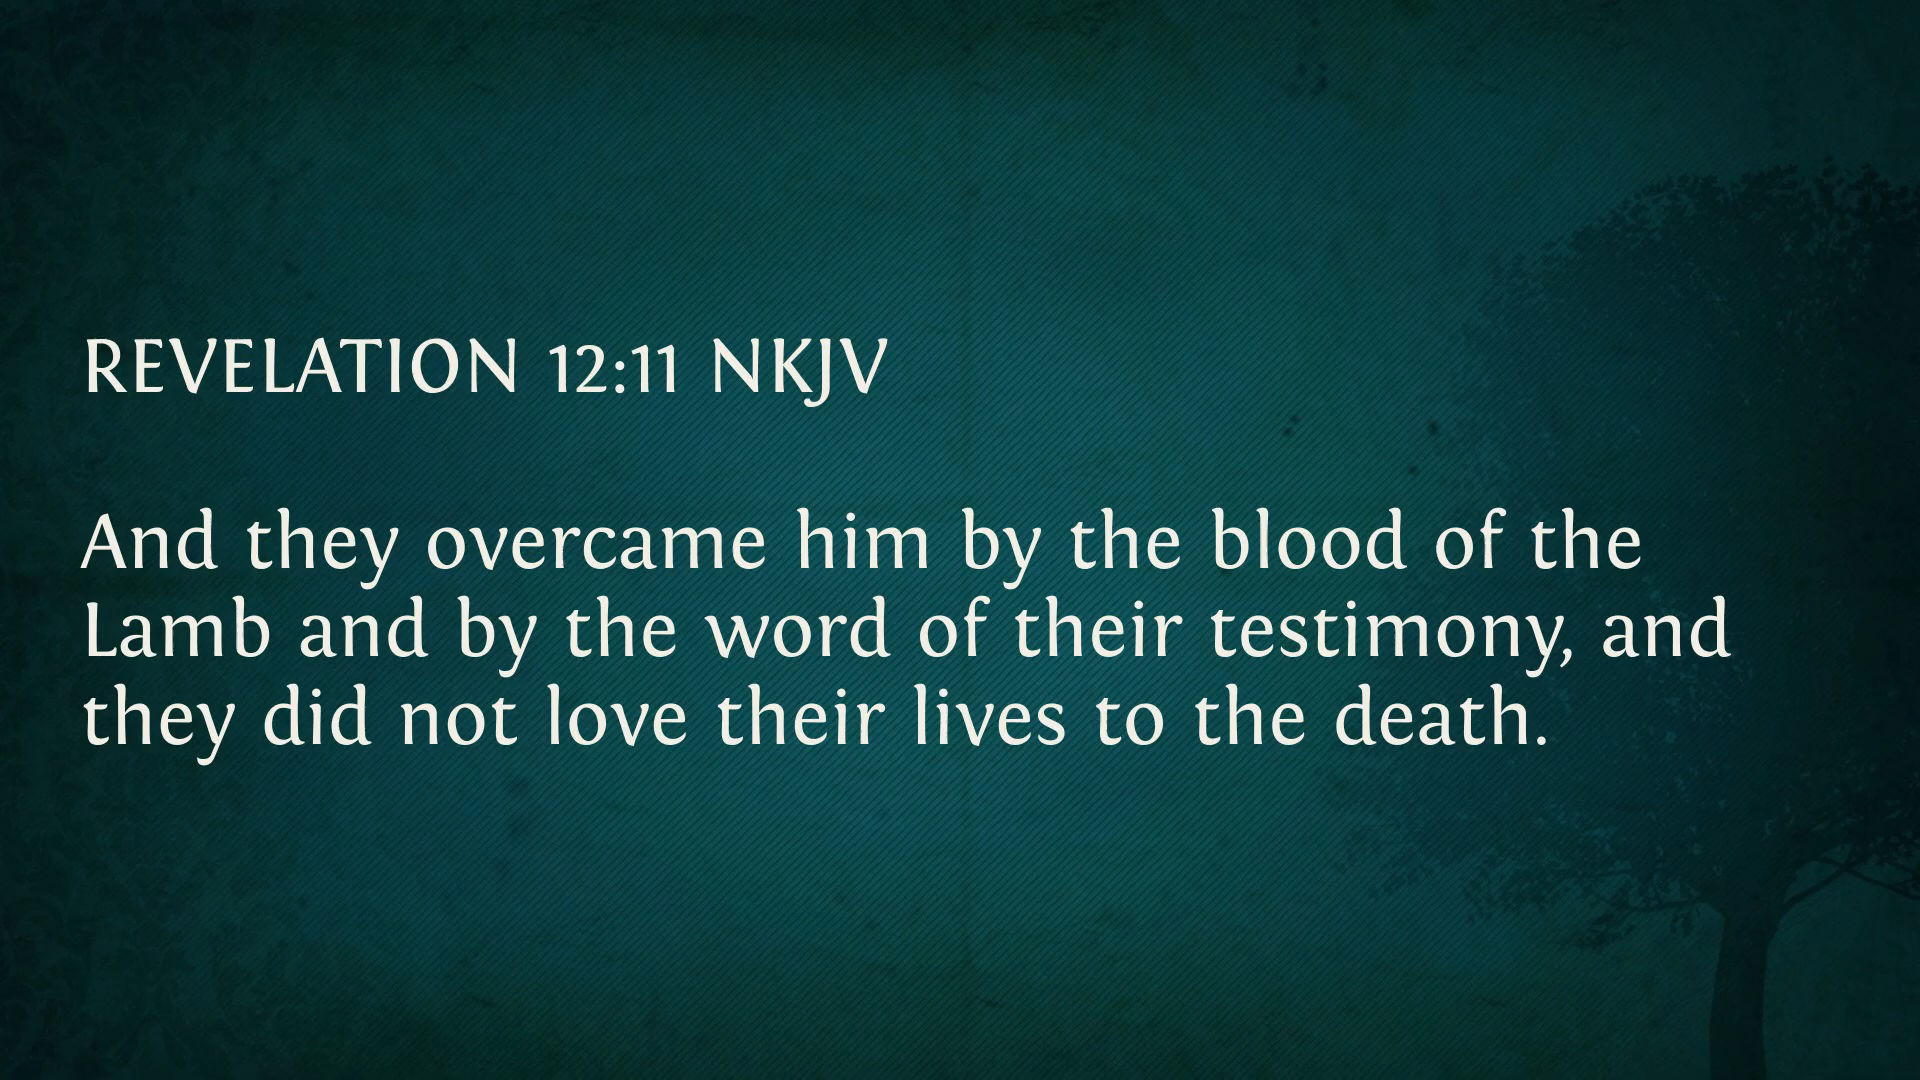 REVELATION 12:11 NKJV
And they overcame him by the blood of the
Lamb and by the word of their testimony, and
they did not love their lives to the death.